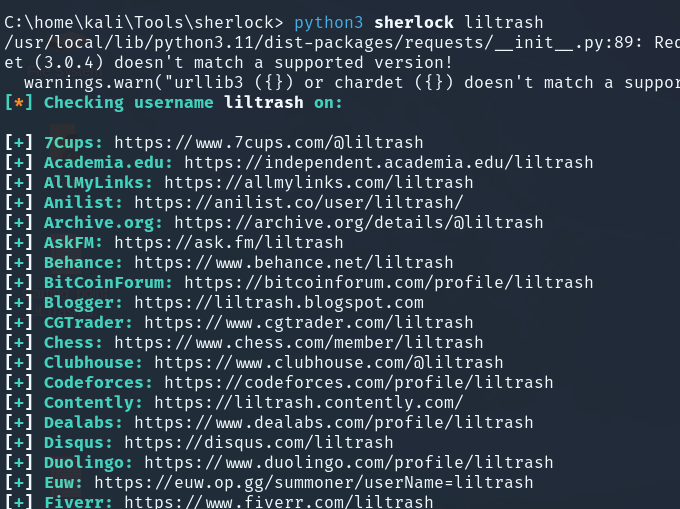 C:\home\kali\Tools\sherlock> python3 sherlock liltrash
/usr/local/lib/python3.11/dist-packages/requests/__init__.py:89: Req
et (3.0.4) doesn't match a supported version!
warnings.warn("urllib3 ({}) or chardet ({}) doesn't match a suppor
[*] Checking username liltrash on:
[+] 7Cups: https://www.7cups.com/@liltrash
[+] Academia.edu: https://independent.academia.edu/liltrash
[+] AllMyLinks: https://allmylinks.com/liltrash
[+] Anilist: https://anilist.co/user/liltrash/
[+] Archive.org: https://archive.org/details/@liltrash
[+] AskFM: https://ask.fm/liltrash
[+] Behance: https://www.behance.net/liltrash
[+] BitCoinForum: https://bitcoinforum.com/profile/liltrash
[+] Blogger: https://liltrash.blogspot.com
[+] CGTrader: https://www.cgtrader.com/liltrash
[+] Chess: https://www.chess.com/member/liltrash
[+] Clubhouse: https://www.clubhouse.com/@liltrash
[+] Codeforces: https://codeforces.com/profile/liltrash
[+] Contently: https://liltrash.contently.com/
[+] Dealabs: https://www.dealabs.com/profile/liltrash
[+] Disqus: https://disqus.com/liltrash
[+] Duolingo: https://www.duolingo.com/profile/liltrash
[+] Euw: https://euw.op.gg/summoner/userName=liltrash
[+] Fiverr: https://www.fiverr.com/liltrash